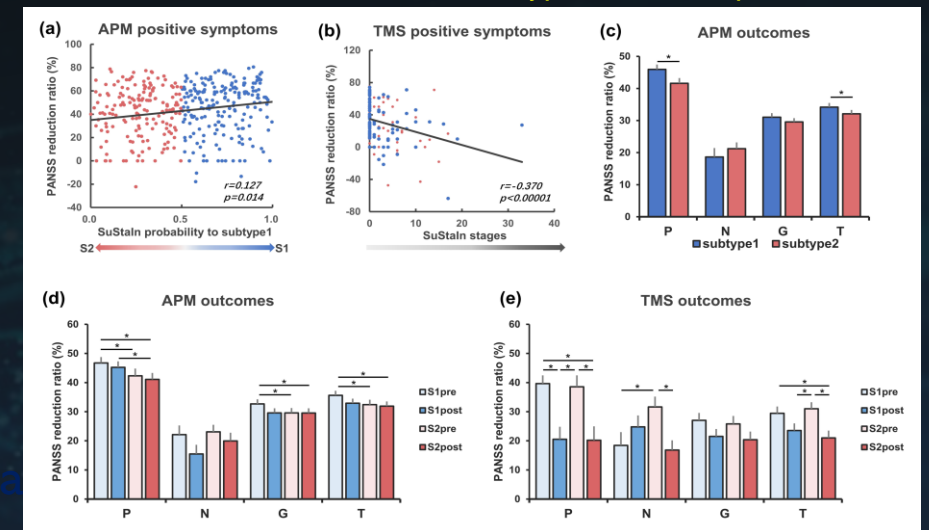 (a) APM positive symptoms
PANSS reduction ratio (%)
100
80
60
40
20
0
-20
-40
r=0.127
p=0.014
0.0 0.5 1.0
SuStaIn probability to subtype1
S2 S1
(b) TMS positive symptoms
PANSS reduction ratio (%)
120
80
40
0
-40
-80
r=-0.370
p<0.00001
0 10 20 30 40
SuStaIn stages
(c) APM outcomes
PANSS reduction ratio (%)
50
40
30
20
10
0
* *
P N G T
subtype1 subtype2
(d) APM outcomes
PANSS reduction ratio (%)
60
50
40
30
20
10
0
*
*
*
*
*
*
*
P N G T
S1pre
S1post
S2pre
S2post
(e) TMS outcomes
PANSS reduction ratio (%)
60
50
40
30
20
10
0
*
* * *
* *
*
* *
P N G T
S1pre
S1post
S2pre
S2post